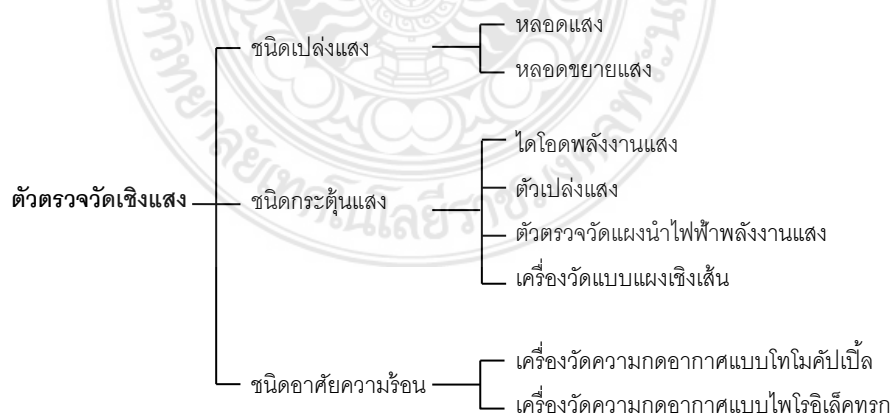 หลอดแสง
ชนิดเปล่งแสง
หลอดขยายแสง
ไดโอดพลังงานแสง
ตัวเปล่งแสง
ตัวตรวจวัดเชิงแสง
ชนิดกระตุ้นแสง
ตัวตรวจวัดแผงนำไฟฟ้าพลังงานแสง
เครื่องวัดแบบแผงเชิงเส้น
เครื่องวัดความกดอากาศแบบโทโมคัปเปิ้ล
ชนิดอาศัยความร้อน
เครื่องวัดความกดอากาศแบบไพโรอิเล็คทรก